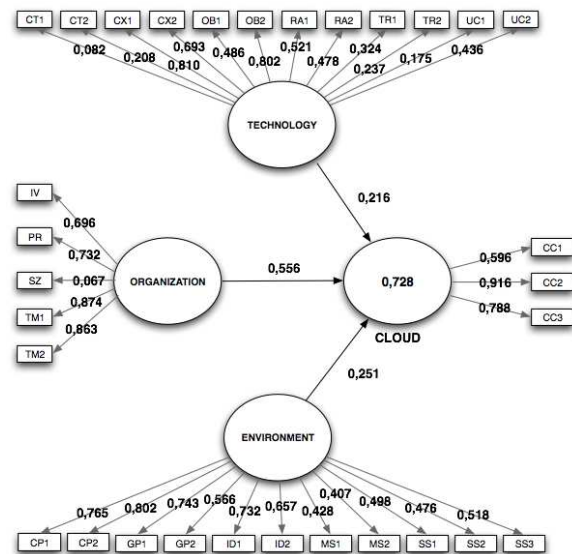 CT1 CT2 CX1 CX2 OB1 OB2 RA1 RA2 TR1 TR2 UC1 UC2
0,082 0,208 0,810 0,693 0,486 0,802 0,521 0,478 0,324 0,237 0,175 0,436
TECHNOLOGY
0,216
IV
0,696
PR
0,732
SZ
0,067
TM1
0,874
TM2
0,863
ORGANIZATION
0,556
0,728
CLOUD
0,596
CC1
0,916
CC2
0,788
CC3
0,251
ENVIRONMENT
0,765 0,802 0,743 0,566 0,732 0,657 0,428 0,407 0,498 0,476 0,518
CP1 CP2 GP1 GP2 ID1 ID2 MS1 MS2 SS1 SS2 SS3